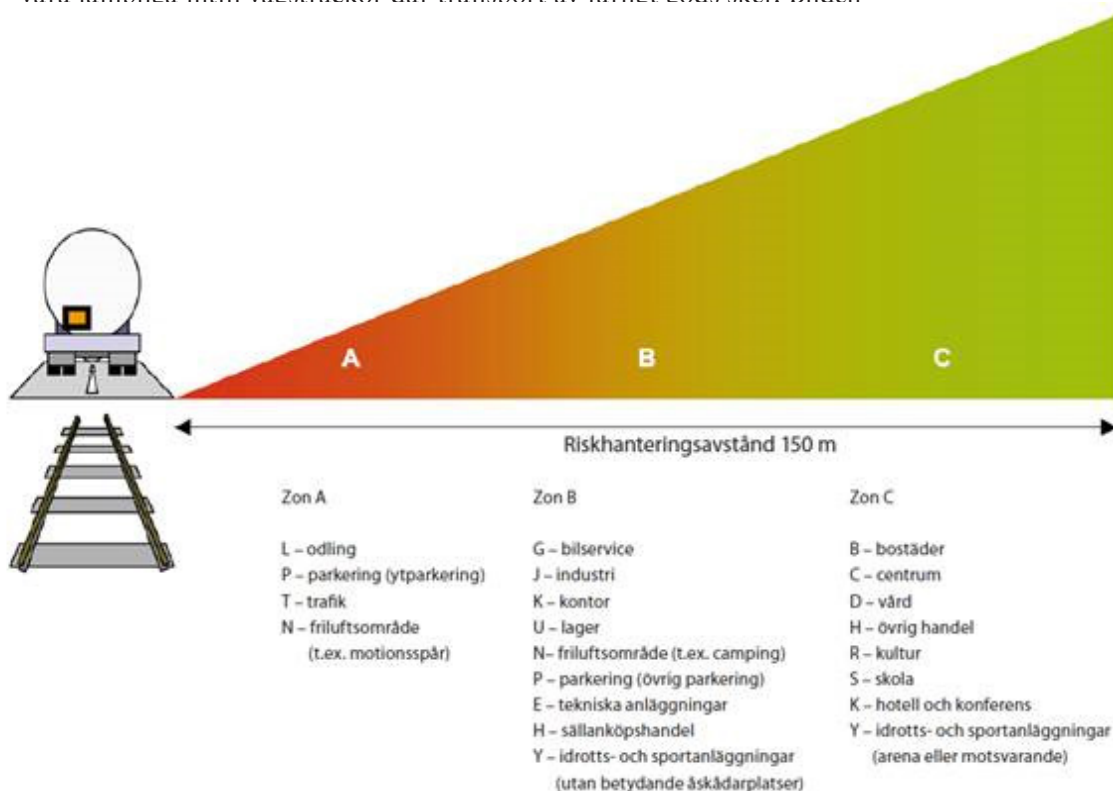 A
B
C
Riskhanteringsavstånd 150 m
Zon A
L – odling
P – parkering (ytparkering)
T – trafik
N – friluftsområde
(t.ex. motionsspår)
Zon B
G – bilservice
J – industri
K – kontor
U – lager
N– friluftsområde (t.ex. camping)
P – parkering (övrig parkering)
E – tekniska anläggningar
H – sällanköpshandel
Y – idrotts- och sportanläggningar
(utan betydande åskådarplatser)
Zon C
B – bostäder
C – centrum
D – vård
H – övrig handel
R – kultur
S – skola
K – hotell och konferens
Y – idrotts- och sportanläggningar
(arena eller motsvarande)